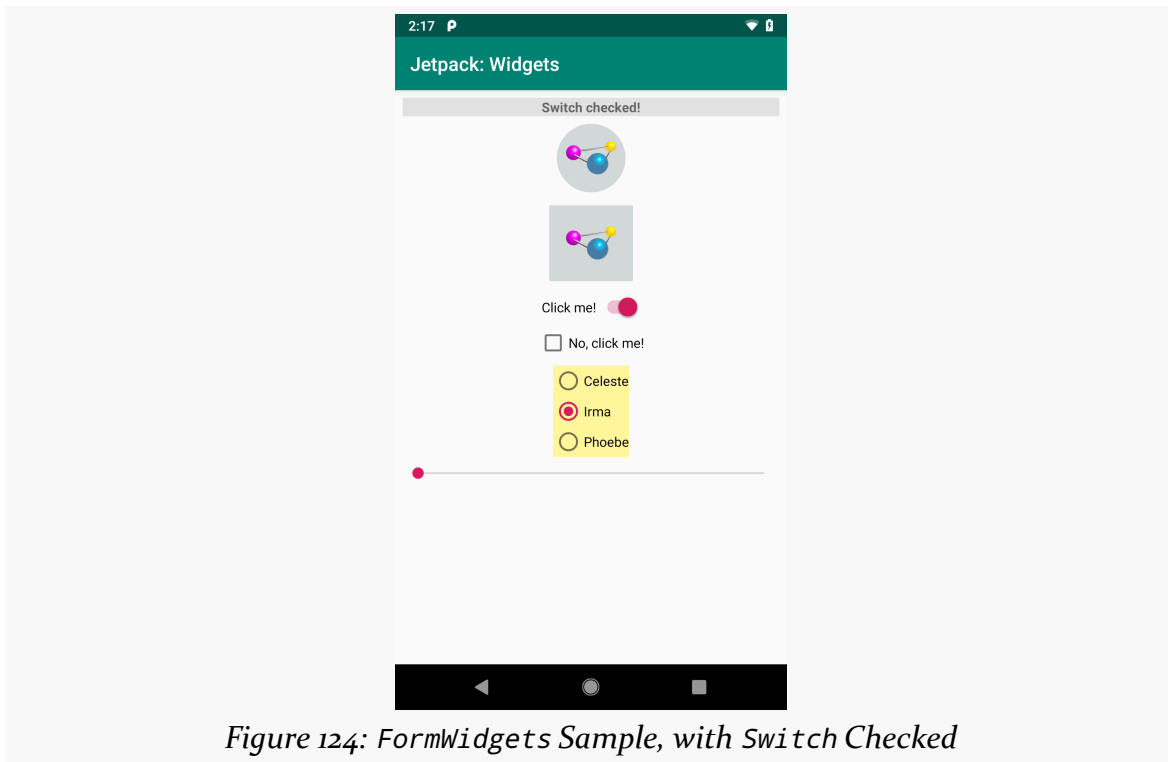 2:17
Jetpack: Widgets
Switch checked!
Click me!
No, click me!
Celeste
Irma
Phoebe
Figure 124: FormWidgets Sample, with Switch Checked